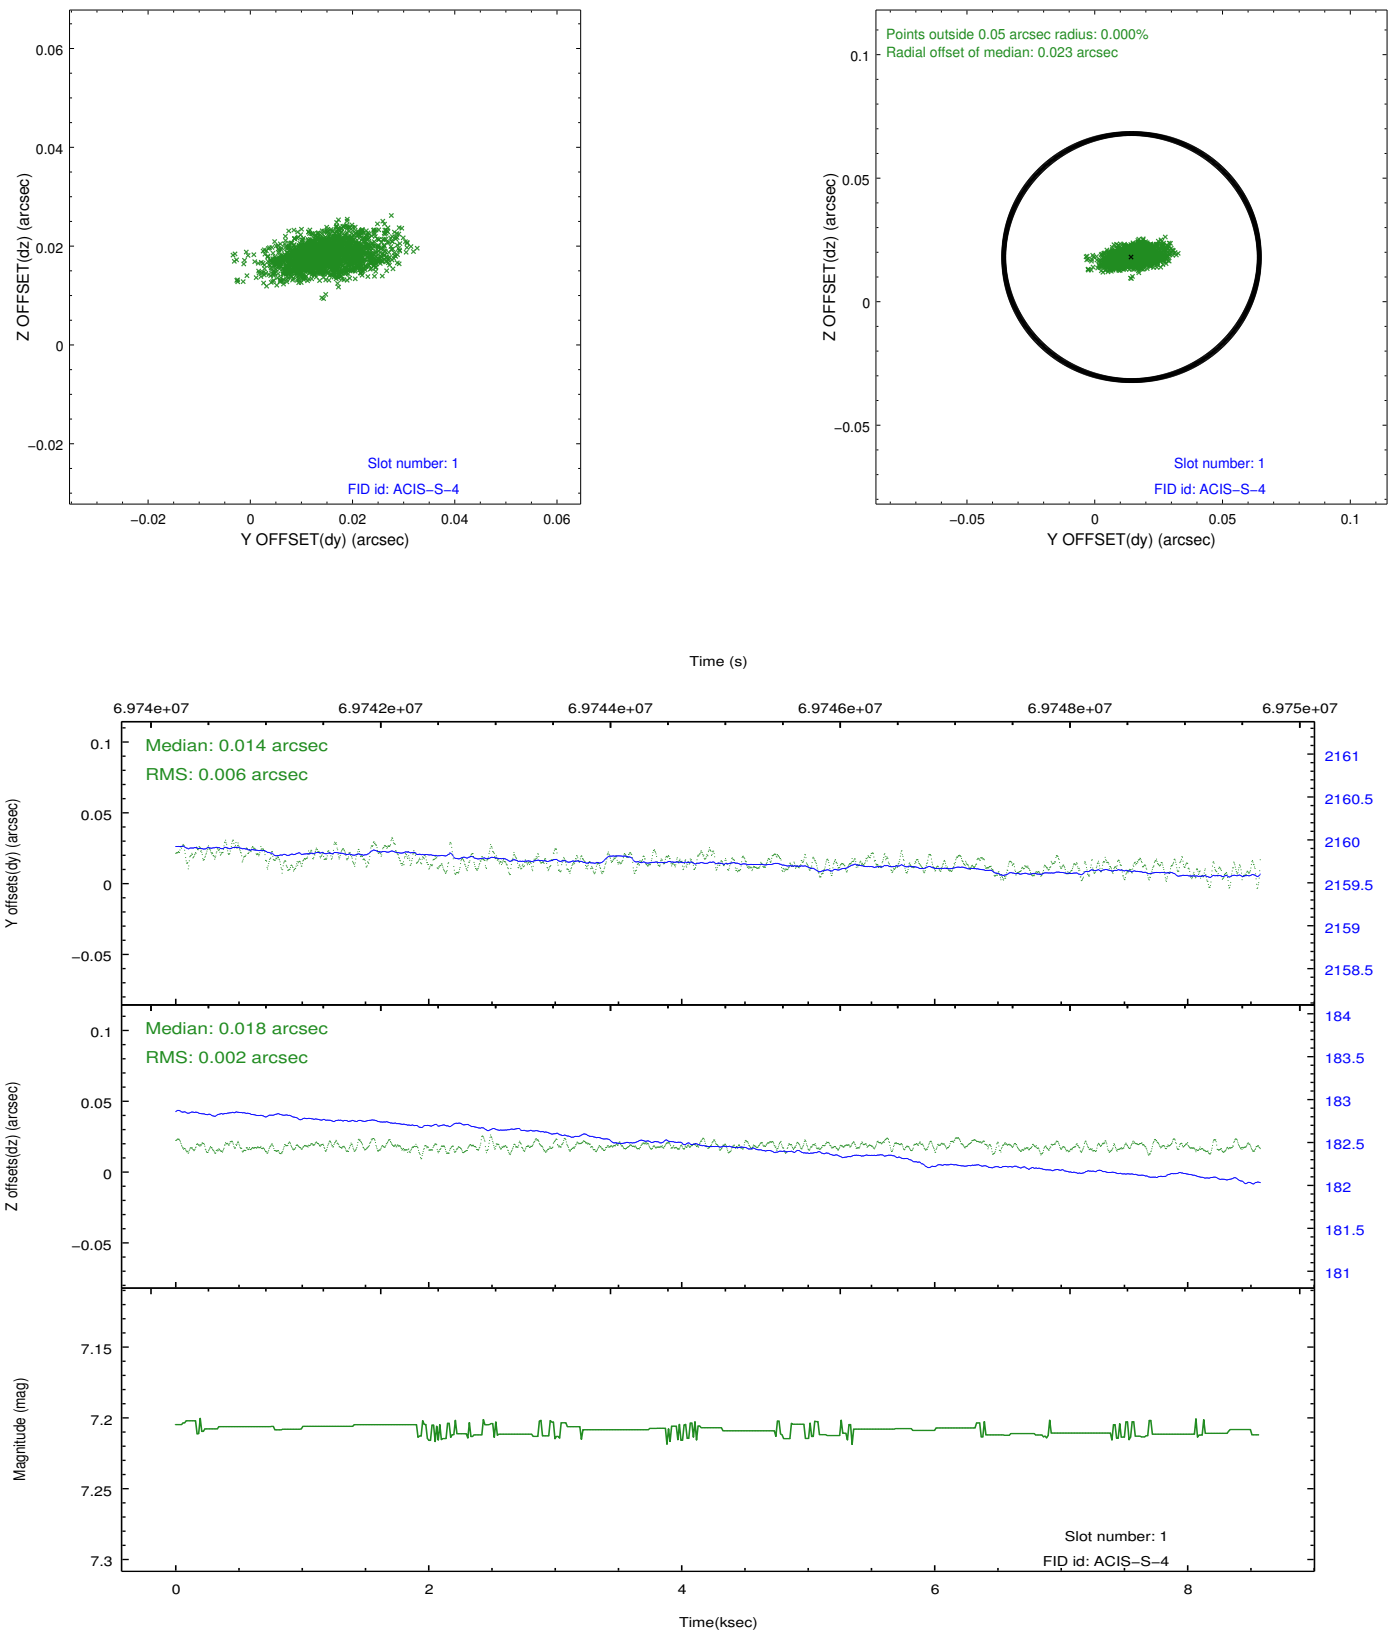 0.06
0.04
0.02
0
−0.02
Z OFFSET(dz) (arcsec)
Slot number: 1
FID id: ACIS−S−4
−0.02 0 0.02 0.04 0.06
Y OFFSET(dy) (arcsec)
Points outside 0.05 arcsec radius: 0.000%
Radial offset of median: 0.023 arcsec
0.1
0.05
0
−0.05
Z OFFSET(dz) (arcsec)
Slot number: 1
FID id: ACIS−S−4
−0.05 0 0.05 0.1
Y OFFSET(dy) (arcsec)
Time (s)
6.974e+07 6.9742e+07 6.9744e+07 6.9746e+07 6.9748e+07 6.975e+07
Median: 0.014 arcsec
RMS: 0.006 arcsec
0.1
0.05
0
−0.05
Y offsets(dy) (arcsec)
2161
2160.5
2160
2159.5
2159
2158.5
Median: 0.018 arcsec
RMS: 0.002 arcsec
0.1
0.05
0
−0.05
Z offsets(dz) (arcsec)
184
183.5
183
182.5
182
181.5
181
7.15
7.2
7.25
7.3
Magnitude (mag)
Slot number: 1
FID id: ACIS−S−4
0 2 4 6 8
Time(ksec)